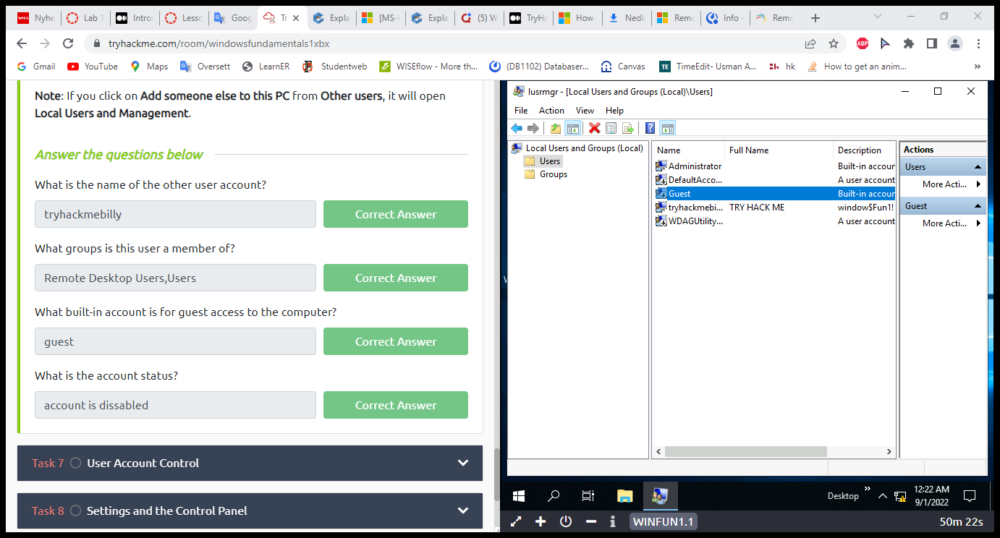 Nyhe
Lab 1
Introd
Lesso
Goog
Tr
Expla
[MS-
Expla
(5) W
TryHa
How
Nedla
Remo
Info -
Remo
tryhackme.com/room/windowsfundamentals1xbx
ABP
Gmail
YouTube
Maps
Oversett
LearnER
Studentweb
WISEflow - More th...
(DB1102) Databaser...
Canvas
TE
TimeEdit- Usman A...
hk
How to get an anim...
»
Note: If you click on Add someone else to this PC from Other users, it will open
Local Users and Management.
Answer the questions below
What is the name of the other user account?
tryhackmebilly
Correct Answer
What groups is this user a member of?
Remote Desktop Users,Users
Correct Answer
What built-in account is for guest access to the computer?
guest
Correct Answer
What is the account status?
account is dissabled
Correct Answer
Task 7
User Account Control
Task 8
Settings and the Control Panel
lusrmgr - [Local Users and Groups (Local)\Users]
File Action View Help
Local Users and Groups (Local)
Users
Groups
Name Full Name Description
Administrator Built-in accour
DefaultAcco... A user account
Guest Built-in accour
tryhackmebi... TRY HACK ME window$Fun1!
WDAGUtility... A user account
Actions
Users
More Acti...
Guest
More Acti...
Desktop
»
12:22 AM
9/1/2022
WINFUN1.1
50m 22s